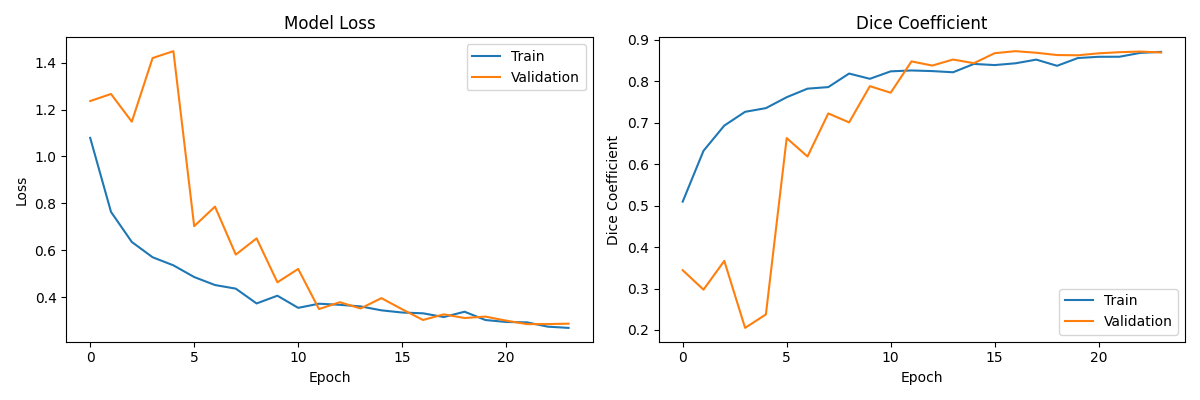 Model Loss
Train
Validation
1.4
1.2
1.0
0.8
0.6
0.4
Loss
0 5 10 15 20
Epoch
Dice Coefficient
0.9
0.8
0.7
0.6
0.5
0.4
0.3
0.2
Dice Coefficient
Train
Validation
0 5 10 15 20
Epoch